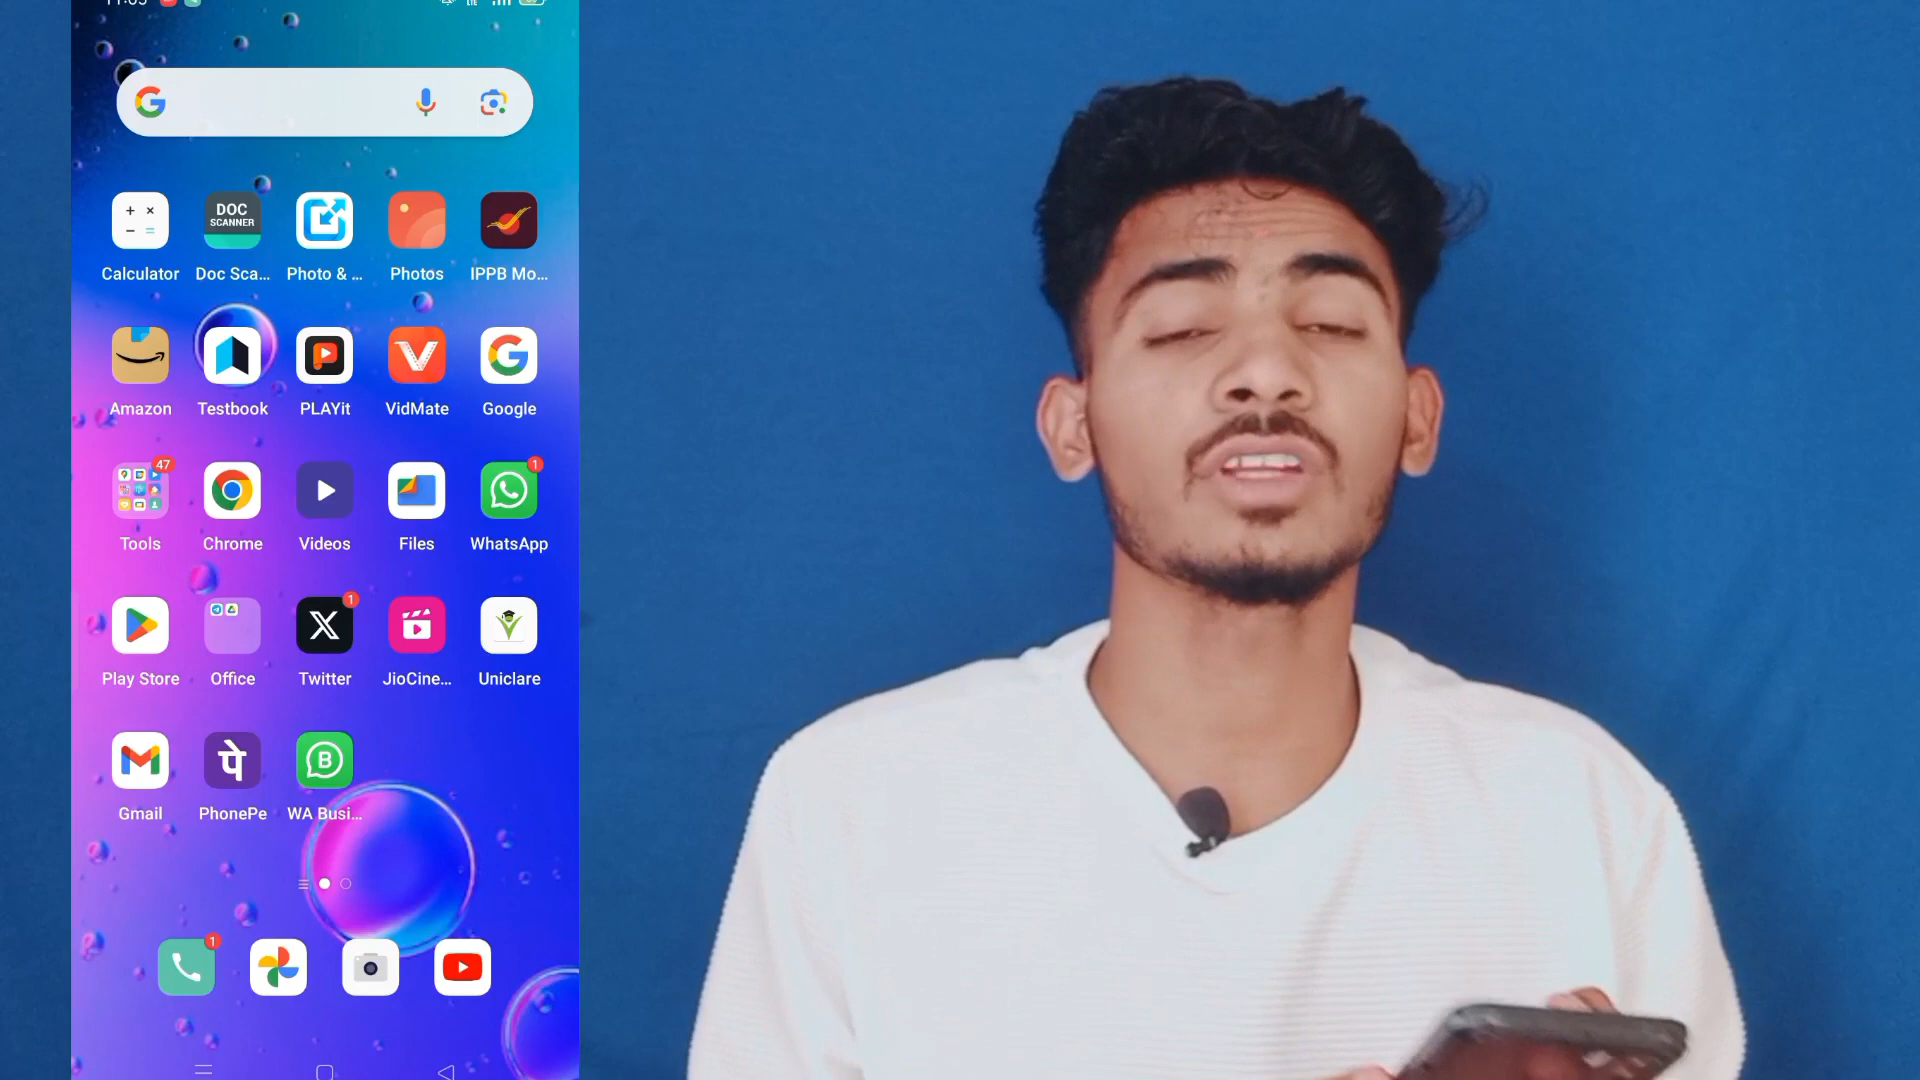 DOC
SCANNER
Calculator
Doc Sca...
Photo & ...
Photos
IPPB Mo...
Amazon
Testbook
PLAYit
VidMate
Google
47
1
Tools
Chrome
Videos
Files
WhatsApp
1
Play Store
Office
Twitter
JioCine...
Uniclare
पे
B
Gmail
PhonePe
WA Busi...
1